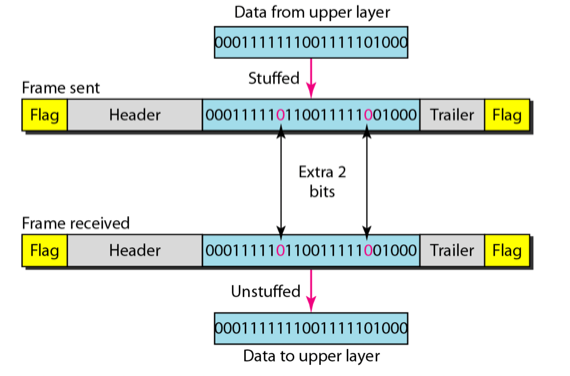 Data from upper layer
0001111111001111101000
Stuffed
Frame sent
Flag Header 000111110110011111001000 Trailer Flag
Extra 2
bits
Frame received
Flag Header 000111110110011111001000 Trailer Flag
Unstuffed
0001111111001111101000
Data to upper layer